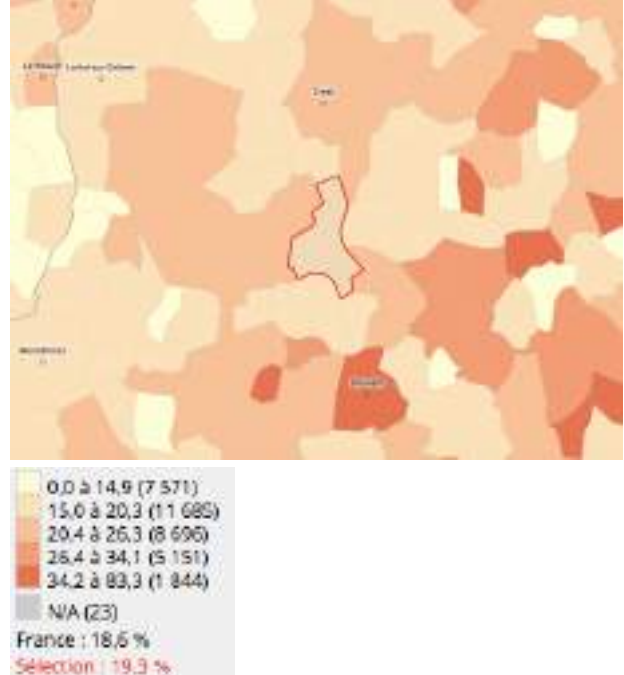 0,0 à 14,9 (7 571)
15,0 à 20,3 (11 685)
20,4 à 26,3 (8 696)
26,4 à 34,1 (5 151)
34,2 à 83,3 (1 844)
N/A (23)
France : 18,6 %
Sélection : 19.3 %